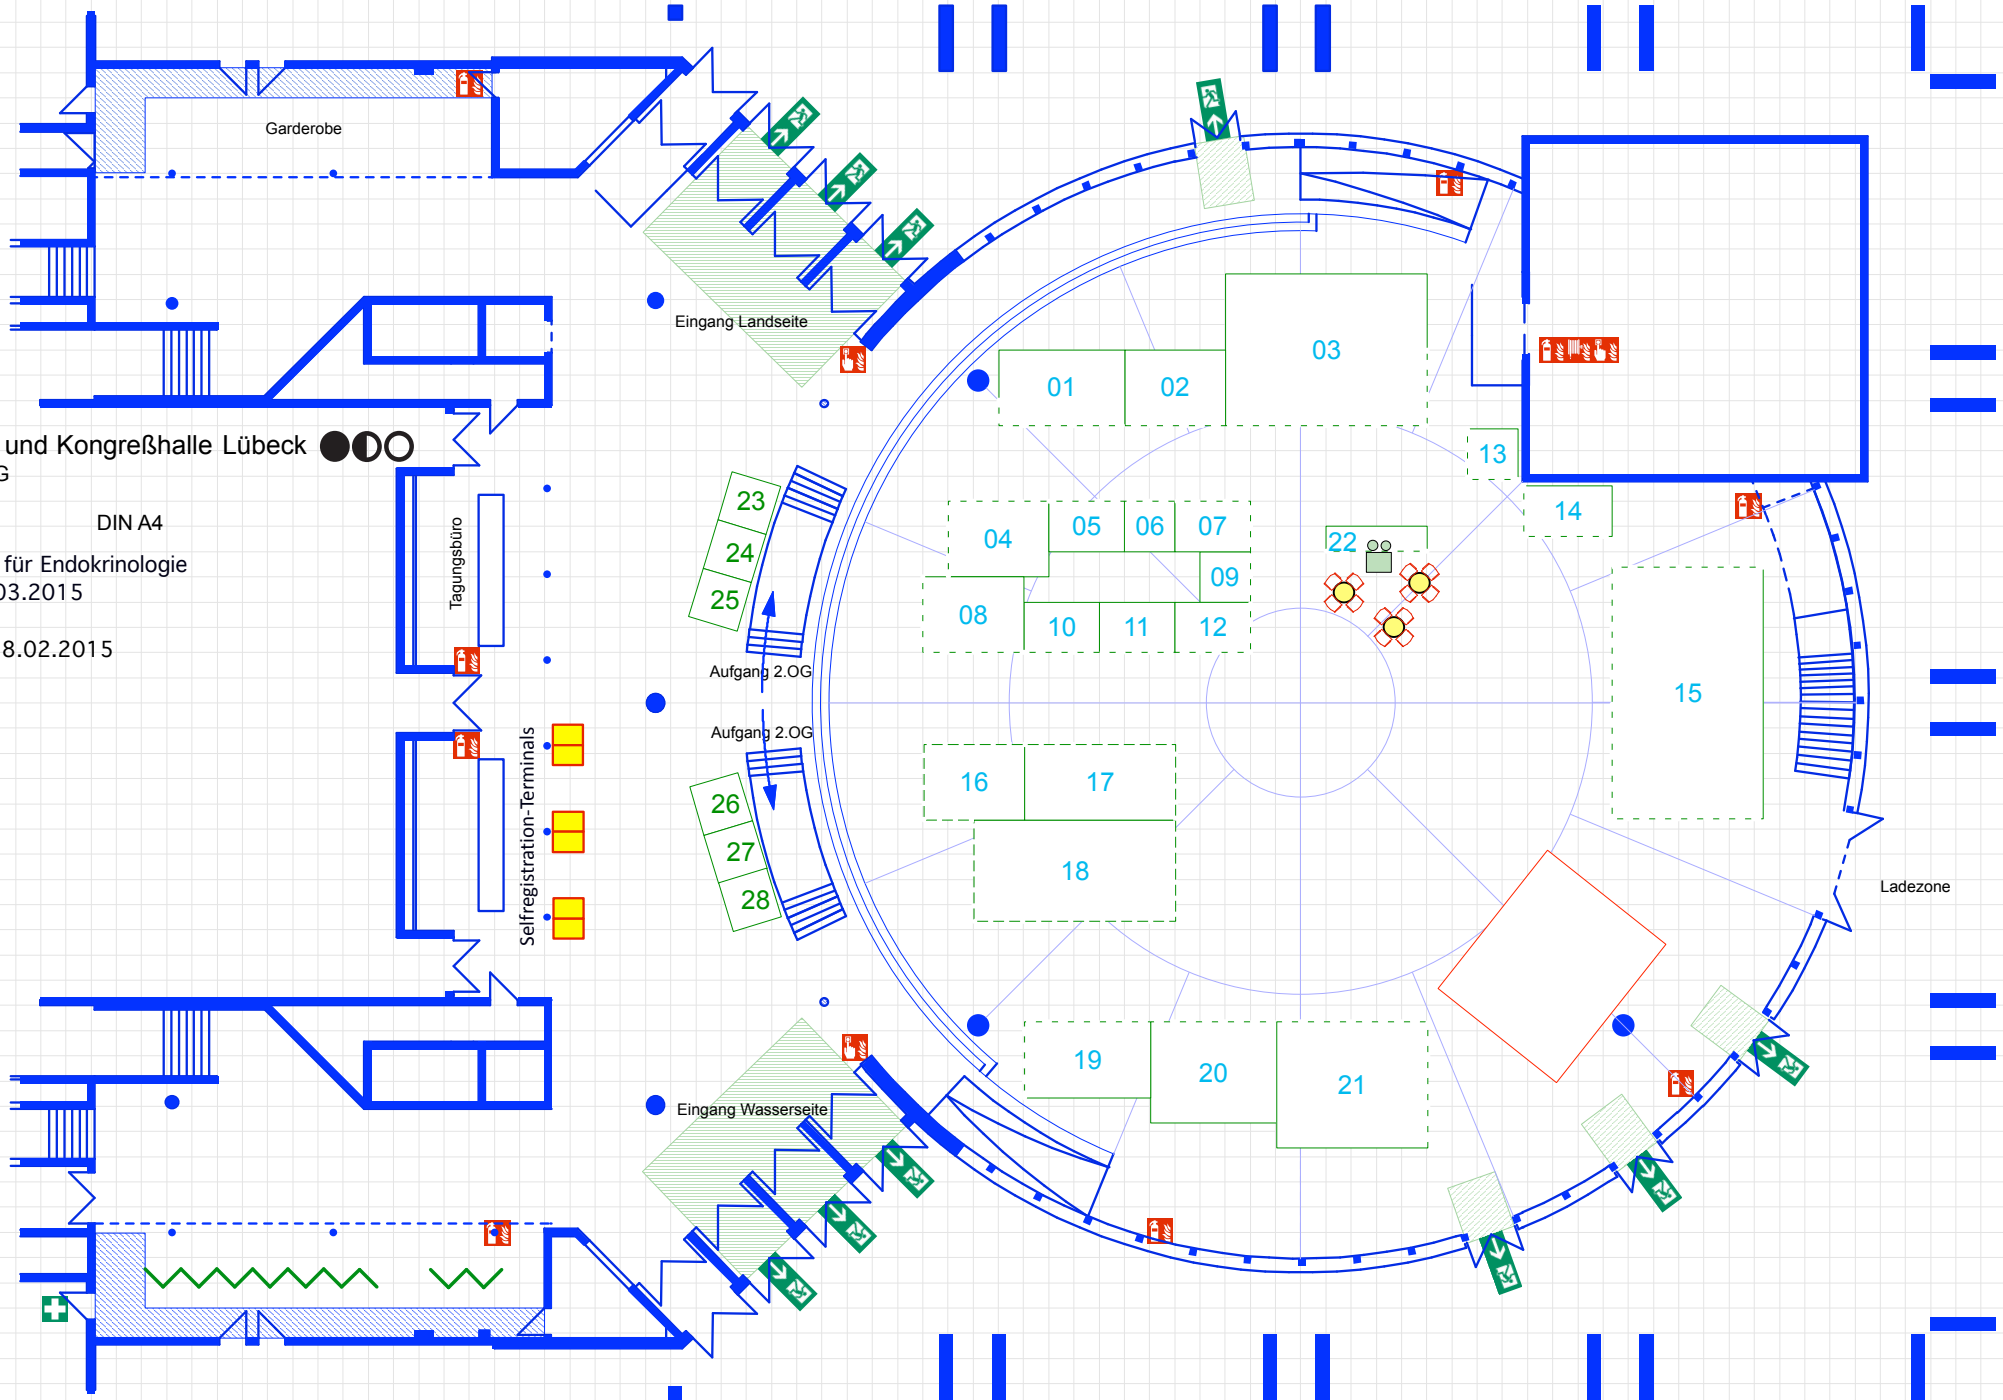 Garderobe
Eingang Landseite
und Kongreßhalle Lübeck
G
DIN A4
für Endokrinologie
03.2015
8.02.2015
Tagungsbüro
Selfregistration-Terminals
Aufgang 2.OG
Aufgang 2.OG
Eingang Wasserseite
Ladezone
01
02
03
04
05
06
07
08
09
10
11
12
13
14
15
16
17
18
19
20
21
22
23
24
25
26
27
28